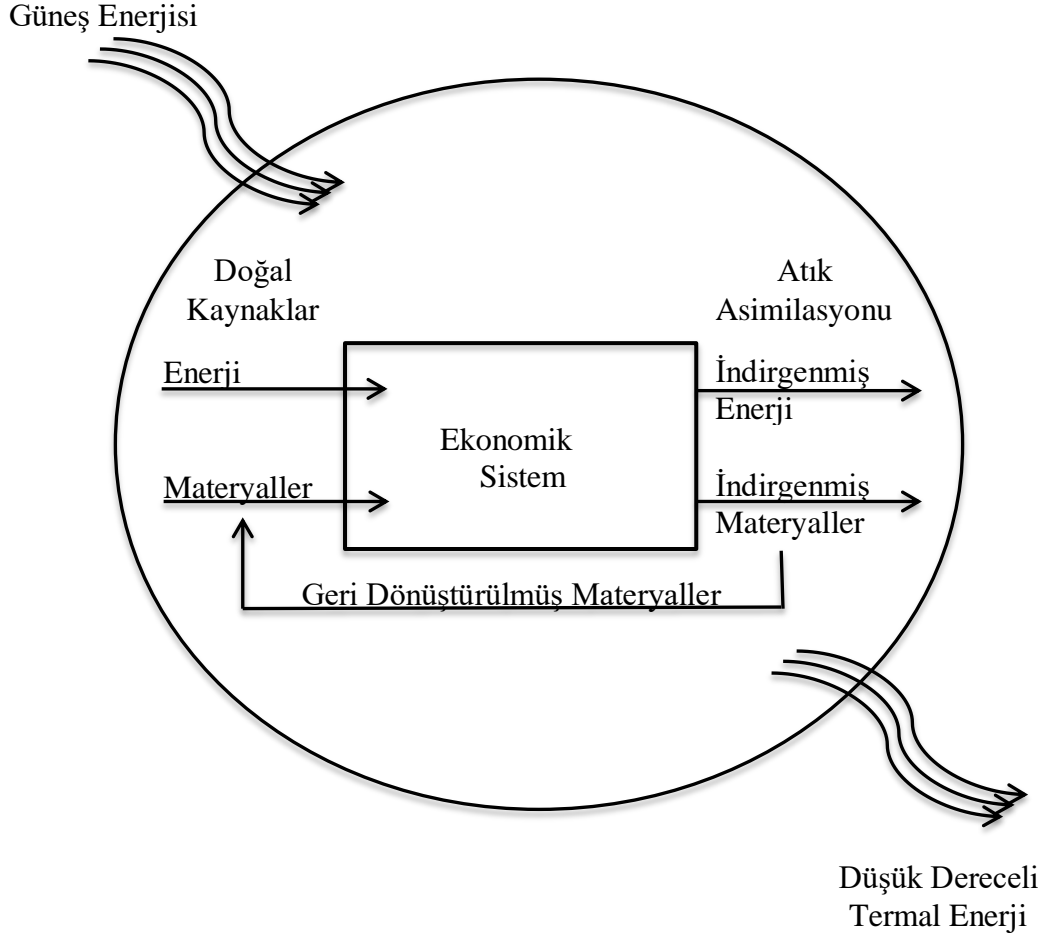 Güneş Enerjisi
Doğal
Kaynaklar
Atık
Asimilasyonu
Enerji
İndirgenmiş
Enerji
Ekonomik
Sistem
Materyaller
İndirgenmiş
Materyaller
Geri Dönüştürülmüş Materyaller
Düşük Dereceli
Termal Enerji